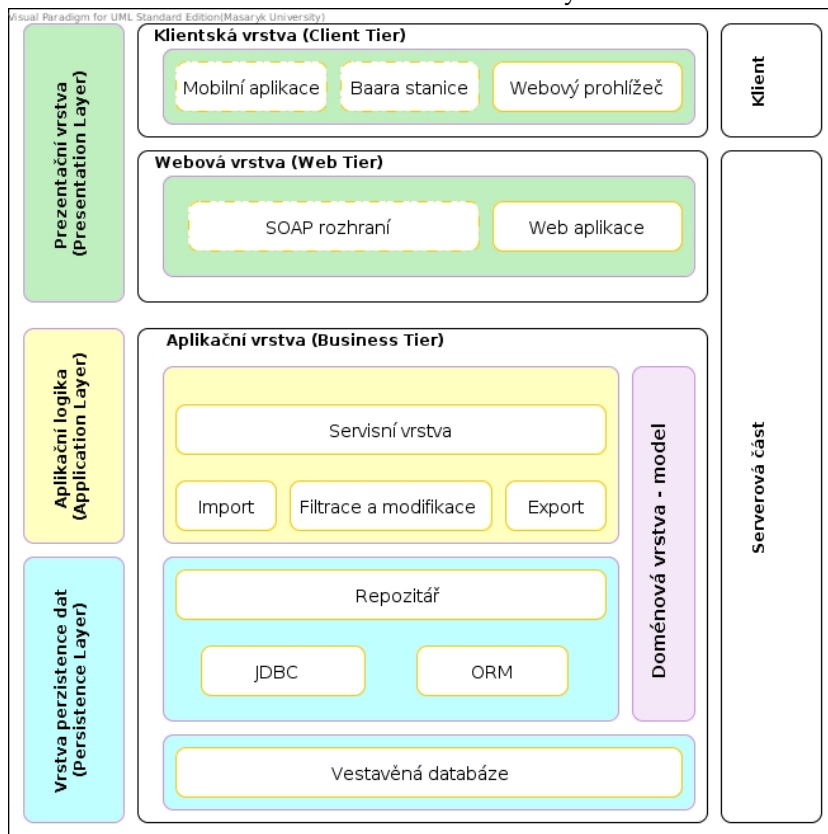 Visual Paradigm for UML Standard Edition(Masaryk University)
Klientská vrstva (Client Tier)
Mobilní aplikace
Baara stanice
Webový prohlížeč
Klient
Prezentační vrstva
(Presentation Layer)
Webová vrstva (Web Tier)
SOAP rozhraní
Web aplikace
Aplikační logika
(Application Layer)
Aplikační vrstva (Business Tier)
Servisní vrstva
Import
Filtrace a modifikace
Export
Doménová vrstva - model
Serverová část
Vrstva perzistence dat
(Persistence Layer)
Repozitář
JDBC
ORM
Vestavěná databáze